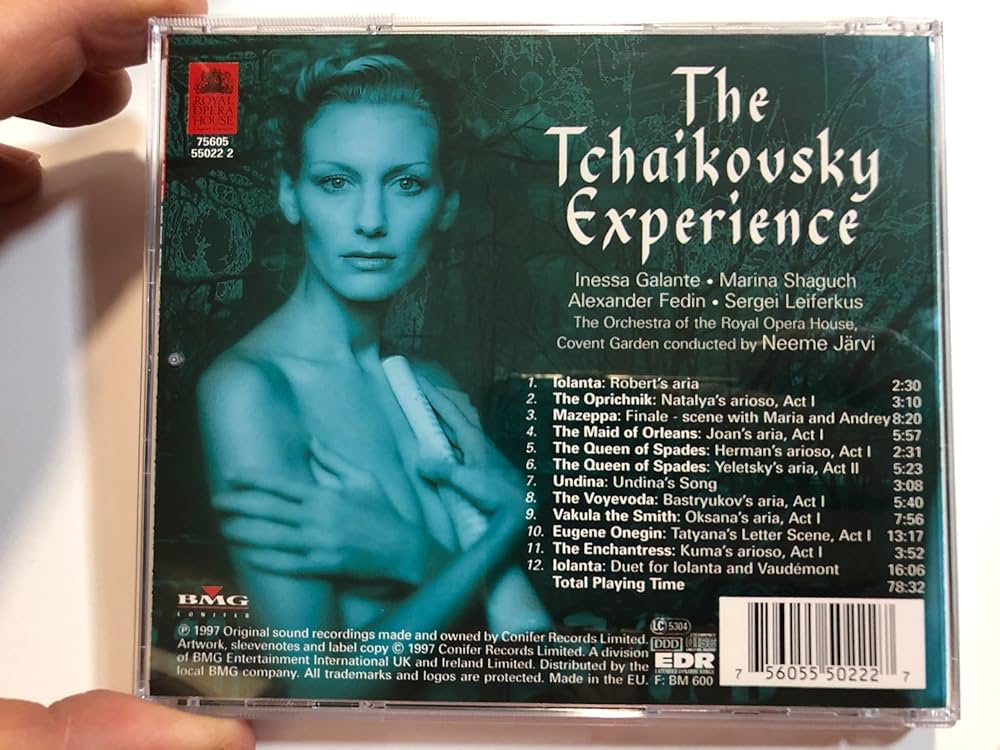 ROYAL
OPERA
HOUSE
75605
55022 2
The
Tchaikovsky
Experience
Inessa Galante • Marina Shaguch
Alexander Fedin • Sergei Leiferkus
The Orchestra of the Royal Opera House,
Covent Garden conducted by Neeme Järvi
1. Iolanta: Robert's aria 2:30
2. The Oprichnik: Natalya's arioso, Act I 3:10
3. Mazeppa: Finale - scene with Maria and Andrey 8:20
4. The Maid of Orleans: Joan's aria, Act I 5:57
5. The Queen of Spades: Herman's arioso, Act I 2:31
6. The Queen of Spades: Yeletsky's aria, Act II 5:23
7. Undina: Undina's Song 3:08
8. The Voyevoda: Bastryukov's aria, Act I 5:40
9. Vakula the Smith: Oksana's aria, Act I 7:56
10. Eugene Onegin: Tatyana's Letter Scene, Act I 13:17
11. The Enchantress: Kuma's arioso, Act I 3:52
12. Iolanta: Duet for Iolanta and Vaudémont 16:06
Total Playing Time 78:32
BMG
CONIFER
℗ 1997 Original sound recordings made and owned by Conifer Records Limited.
Artwork, sleevenotes and label copy © 1997 Conifer Records Limited. A division
of BMG Entertainment International UK and Ireland Limited. Distributed by the
local BMG company. All trademarks and logos are protected. Made in the EU. F: BM 600
LC 5304
DDD
disc
EDR
7 56055 50222 7